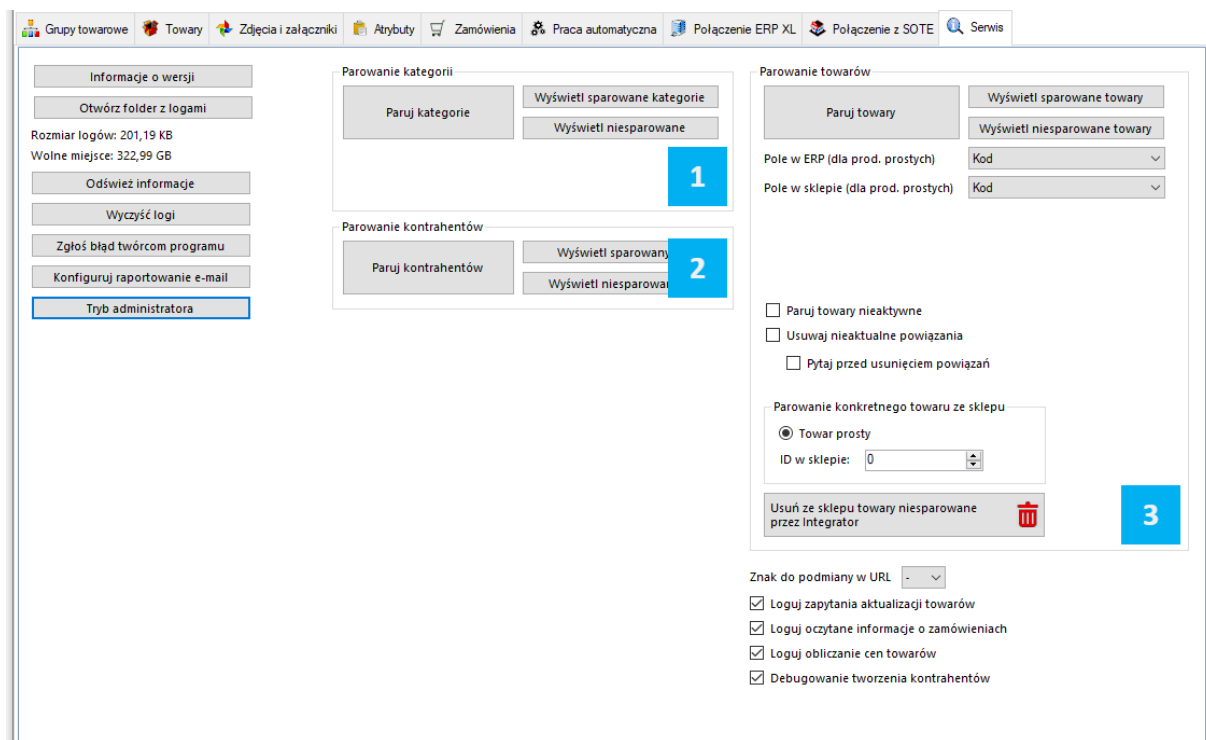 Grupy towarowe
Towary
Zdjęcia i załączniki
Atrybuty
Zamówienia
Praca automatyczna
Połączenie ERP XL
Połączenie z SOTE
Serwis
Informacje o wersji
Otwórz folder z logami
Rozmiar logów: 201,19 KB
Wolne miejsce: 322,99 GB
Odśwież informacje
Wyczyść logi
Zgłoś błąd twórcom programu
Konfiguruj raportowanie e-mail
Tryb administratora
Parowanie kategorii
Paruj kategorie
Wyświetl sparowane kategorie
Wyświetl niesparowane
1
Parowanie kontrahentów
Paruj kontrahentów
Wyświetl sparowany
Wyświetl niesparowa
2
Parowanie towarów
Paruj towary
Wyświetl sparowane towary
Wyświetl niesparowane towary
Pole w ERP (dla prod. prostych)
Kod
Pole w sklepie (dla prod. prostych)
Kod
Paruj towary nieaktywne
Usuwaj nieaktualne powiązania
Pytaj przed usunięciem powiązań
Parowanie konkretnego towaru ze sklepu
Towar prosty
ID w sklepie:
0
Usuń ze sklepu towary niesparowane
przez Integrator
3
Znak do podmiany w URL
-
Loguj zapytania aktualizacji towarów
Loguj oczytane informacje o zamówieniach
Loguj obliczanie cen towarów
Debugowanie tworzenia kontrahentów